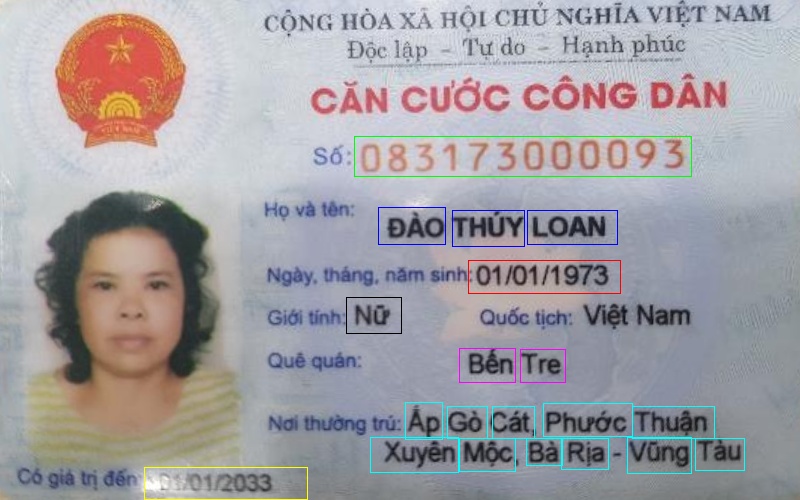 CỘNG HÒA XÃ HỘI CHỦ NGHĨA VIỆT NAM
Độc lập - Tự do - Hạnh phúc
CĂN CƯỚC CÔNG DÂN
Số: 083173000093
Họ và tên: ĐÀO THÚY LOAN
Ngày, tháng, năm sinh: 01/01/1973
Giới tính: Nữ Quốc tịch: Việt Nam
Quê quán: Bến Tre
Nơi thường trú: Ấp Gò Cát, Phước Thuận
Xuyên Mộc, Bà Rịa - Vũng Tàu
Có giá trị đến: 01/01/2033